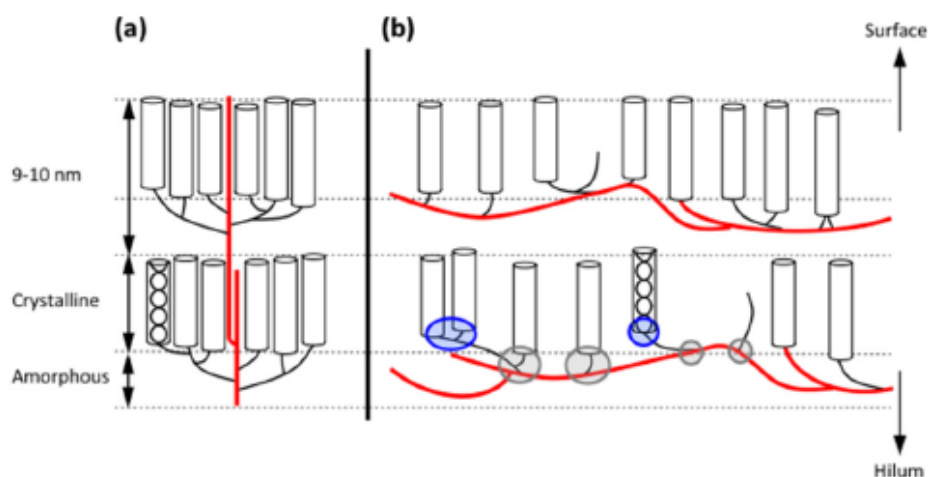 (a)
(b)
Surface
9-10 nm
Crystalline
Amorphous
Hilum